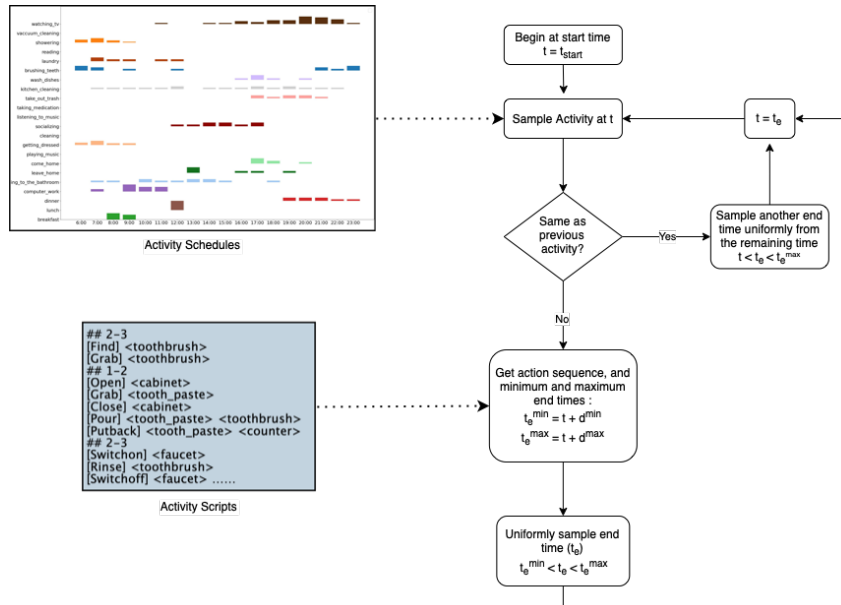 watching_tv
vaccum_cleaning
showering
reading
laundry
brushing_teeth
wash_dishes
kitchen_cleaning
take_out_trash
taking_medication
listening_to_music
socializing
cleaning
getting_dressed
playing_music
come_home
leave_home
ing_to_the_bathroom
computer_work
dinner
lunch
breakfast
6:00 7:00 8:00 9:00 10:00 11:00 12:00 13:00 14:00 15:00 16:00 17:00 18:00 19:00 20:00 21:00 22:00 23:00
Activity Schedules
Begin at start time
t = t_start
Sample Activity at t
t = t_e
Same as
previous
activity?
Yes
Sample another end
time uniformly from
the remaining time
t < t_e < t_e^max
No
## 2-3
[Find] <toothbrush>
[Grab] <toothbrush>
## 1-2
[Open] <cabinet>
[Grab] <tooth_paste>
[Close] <cabinet>
[Pour] <tooth_paste> <toothbrush>
[Putback] <tooth_paste> <counter>
## 2-3
[Switchon] <faucet>
[Rinse] <toothbrush>
[Switchoff] <faucet> ......
Activity Scripts
Get action sequence, and
minimum and maximum
end times :
t_e^min = t + d^min
t_e^max = t + d^max
Uniformly sample end
time (t_e)
t_e^min < t_e < t_e^max